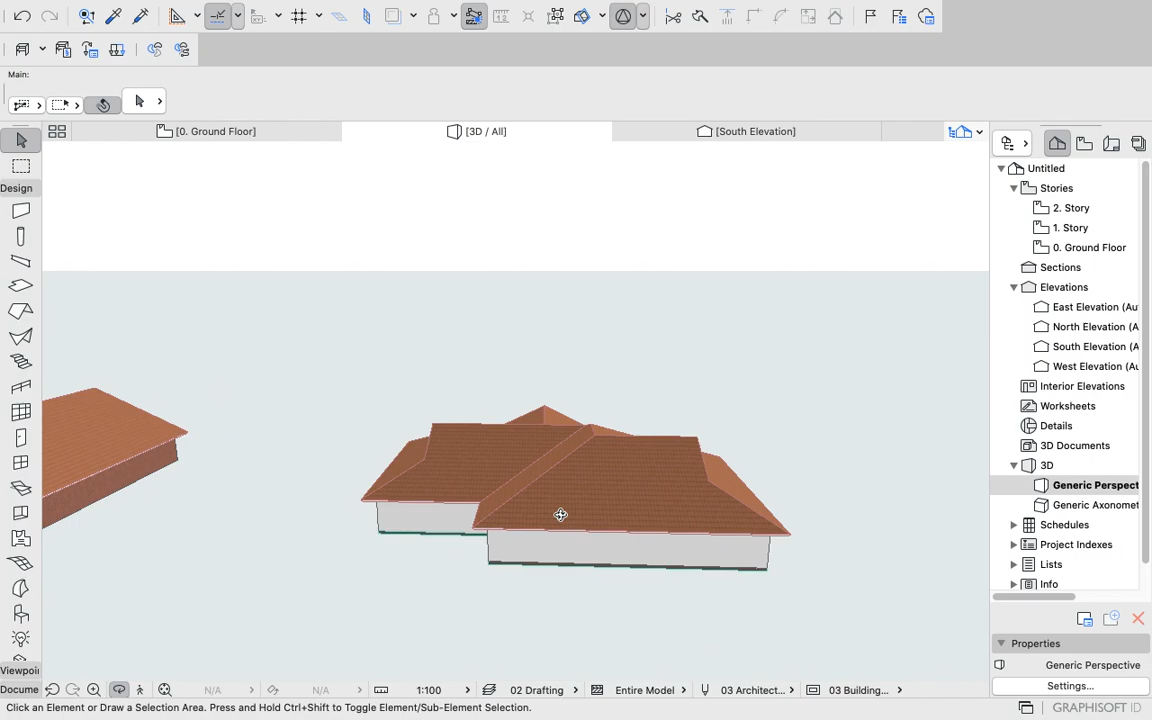 Main:
[0. Ground Floor]
[3D / All]
[South Elevation]
Design
Untitled
Stories
2. Story
1. Story
0. Ground Floor
Sections
Elevations
East Elevation (Au
North Elevation (A
South Elevation (A
West Elevation (Au
Interior Elevations
Worksheets
Details
3D Documents
3D
Generic Perspect
Generic Axonomet
Schedules
Project Indexes
Lists
Info
Properties
Generic Perspective
Settings...
Viewpoi
Docume
N/A
N/A
1:100
02 Drafting
Entire Model
03 Architect...
03 Building...
Click an Element or Draw a Selection Area. Press and Hold Ctrl+Shift to Toggle Element/Sub-Element Selection.
GRAPHISOFT ID